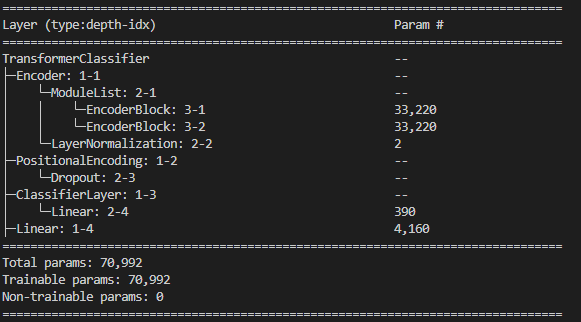 ==========================================================================================
Layer (type:depth-idx)                                            Param #
==========================================================================================
TransformerClassifier                                             --
├─Encoder: 1-1                                                    --
│    └─ModuleList: 2-1                                            --
│    │    └─EncoderBlock: 3-1                                     33,220
│    │    └─EncoderBlock: 3-2                                     33,220
│    └─LayerNormalization: 2-2                                    2
├─PositionalEncoding: 1-2                                         --
│    └─Dropout: 2-3                                               --
├─ClassifierLayer: 1-3                                            --
│    └─Linear: 2-4                                                390
├─Linear: 1-4                                                     4,160
==========================================================================================
Total params: 70,992
Trainable params: 70,992
Non-trainable params: 0
==========================================================================================